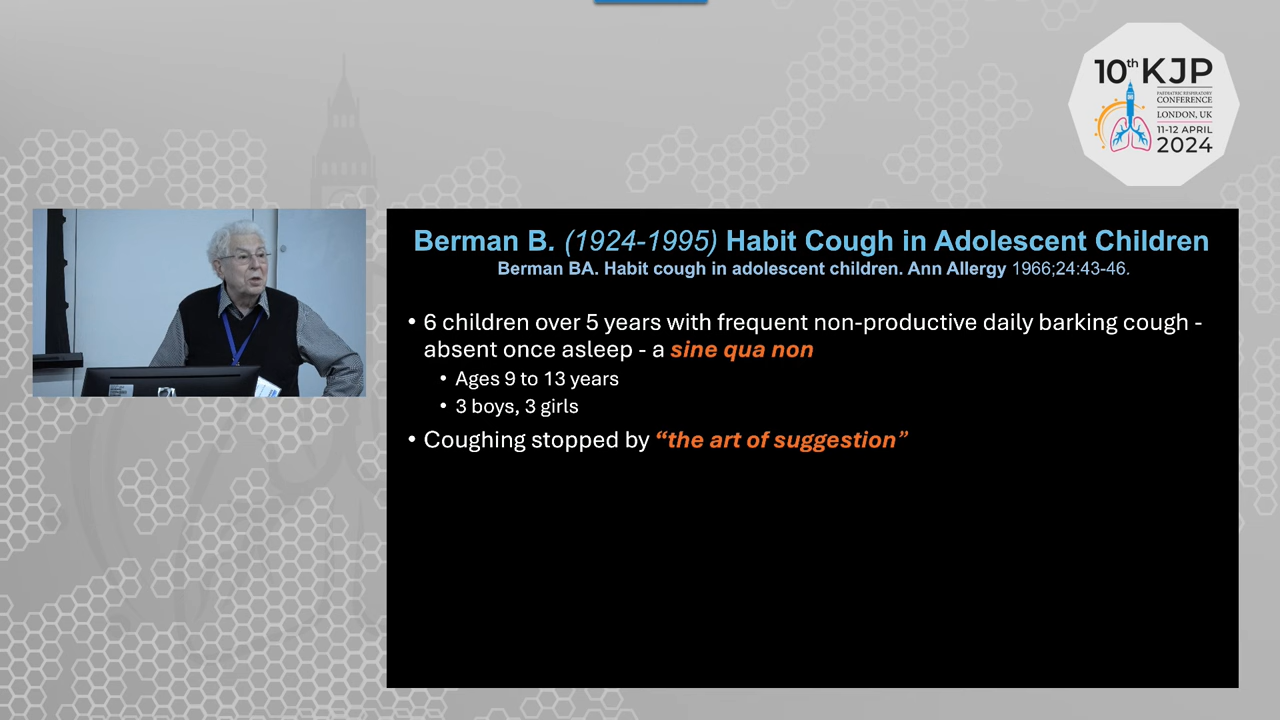 10th KJP
PAEDIATRIC RESPIRATORY
CONFERENCE
LONDON, UK
11-12 APRIL
2024
Berman B. (1924-1995) Habit Cough in Adolescent Children
Berman BA. Habit cough in adolescent children. Ann Allergy 1966;24:43-46.
• 6 children over 5 years with frequent non-productive daily barking cough -
absent once asleep - a sine qua non
• Ages 9 to 13 years
• 3 boys, 3 girls
• Coughing stopped by “the art of suggestion”